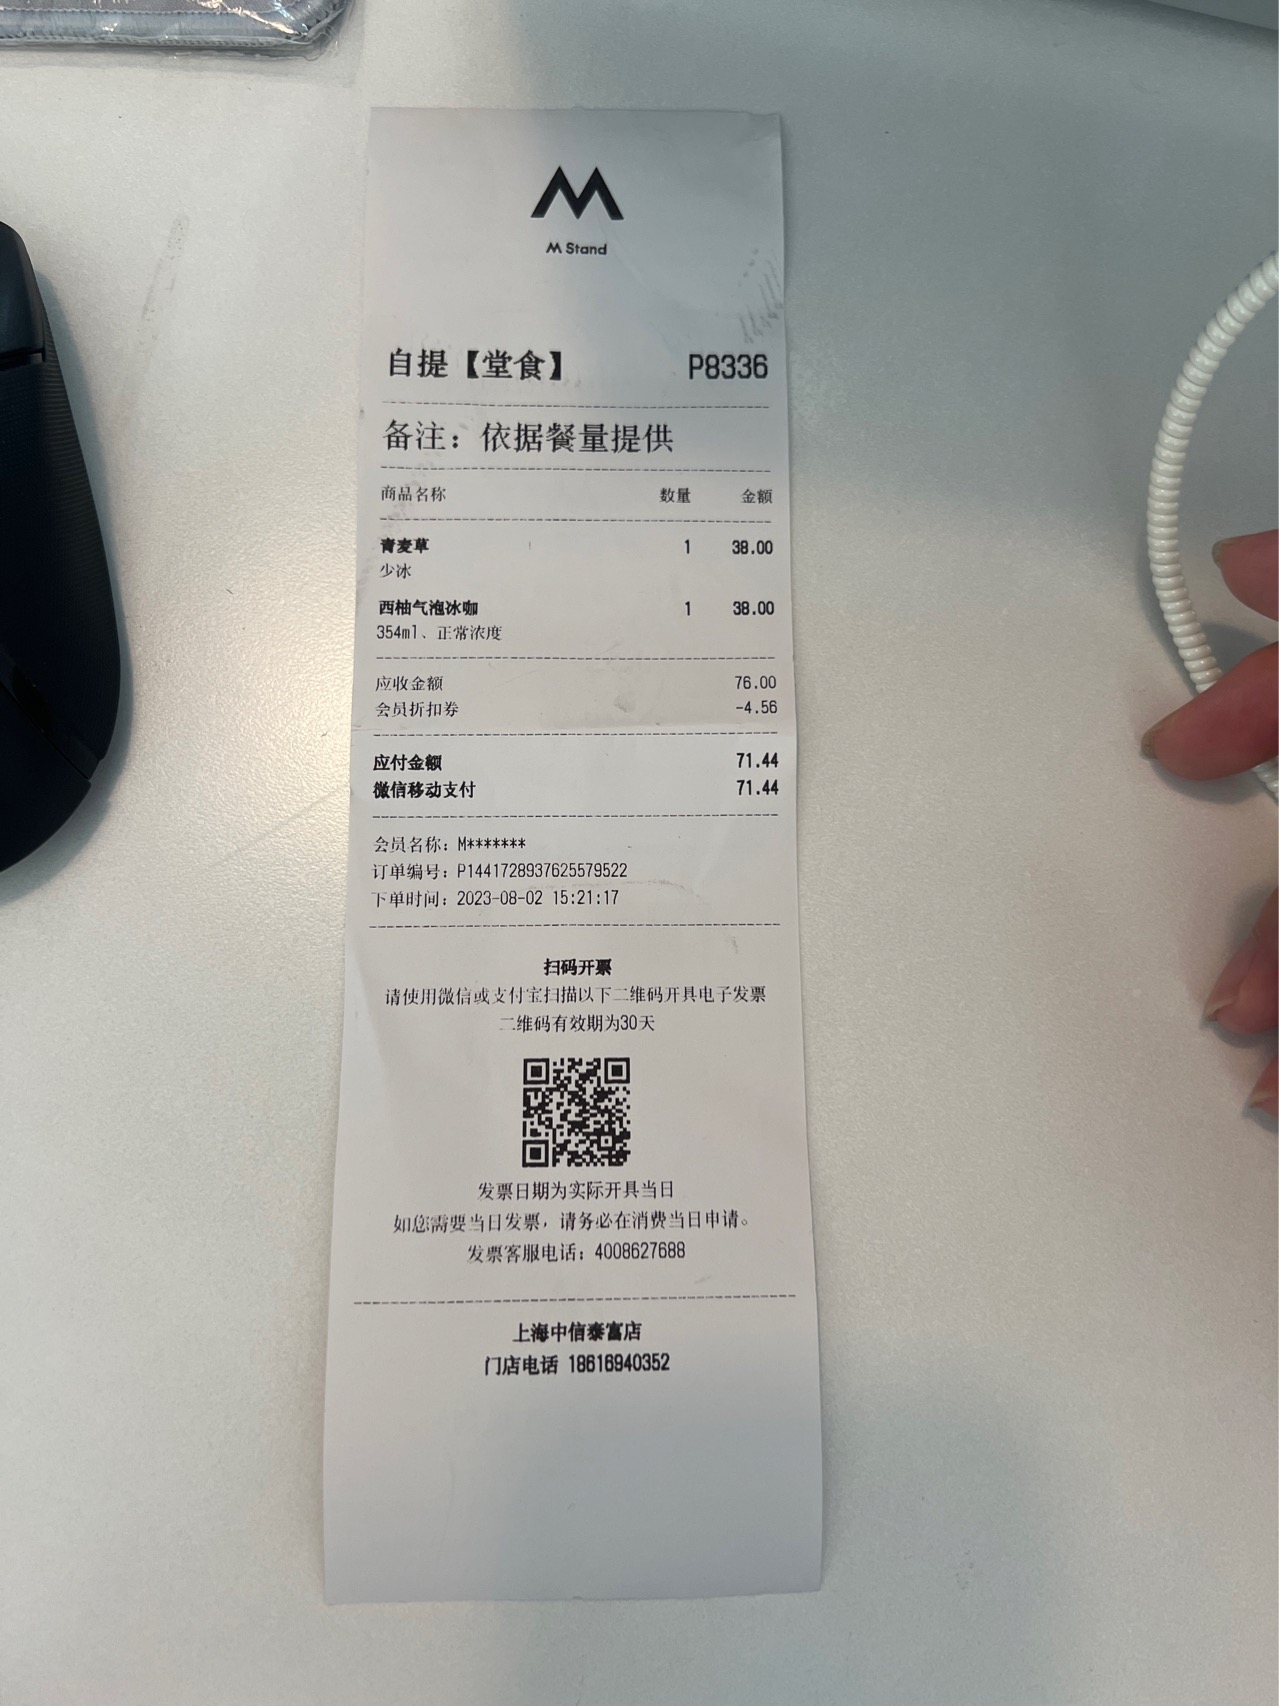 M Stand
自提【堂食】 P8336
备注：依据餐量提供
商品名称 数量 金额
青麦草 1 38.00
少冰
西柚气泡冰咖 1 38.00
354ml、正常浓度
应收金额 76.00
会员折扣券 -4.56
应付金额 71.44
微信移动支付 71.44
会员名称：M*******
订单编号：P1441728937625579522
下单时间：2023-08-02 15:21:17
扫码开票
请使用微信或支付宝扫描以下二维码开具电子发票
二维码有效期为30天
发票日期为实际开具当日
如您需要当日发票，请务必在消费当日申请。
发票客服电话：4008627688
上海中信泰富店
门店电话 18616940352